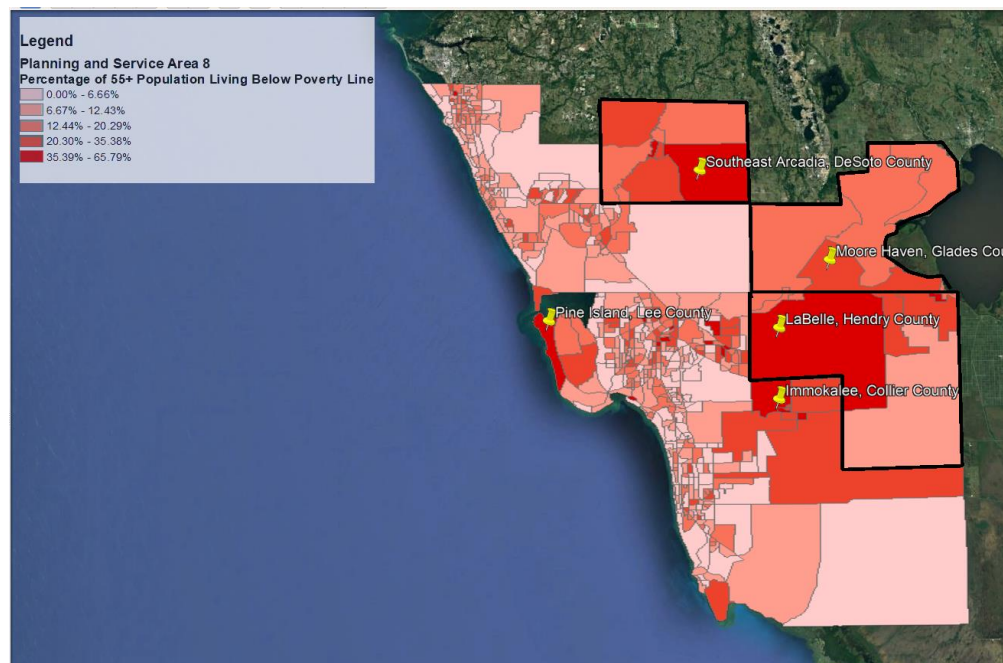 Legend
Planning and Service Area 8
Percentage of 55+ Population Living Below Poverty Line
0.00% - 6.66%
6.67% - 12.43%
12.44% - 20.29%
20.30% - 35.38%
35.39% - 65.79%
Southeast Arcadia, DeSoto County
Moore Haven, Glades Cou
Pine Island, Lee County
LaBelle, Hendry County
Immokalee, Collier County